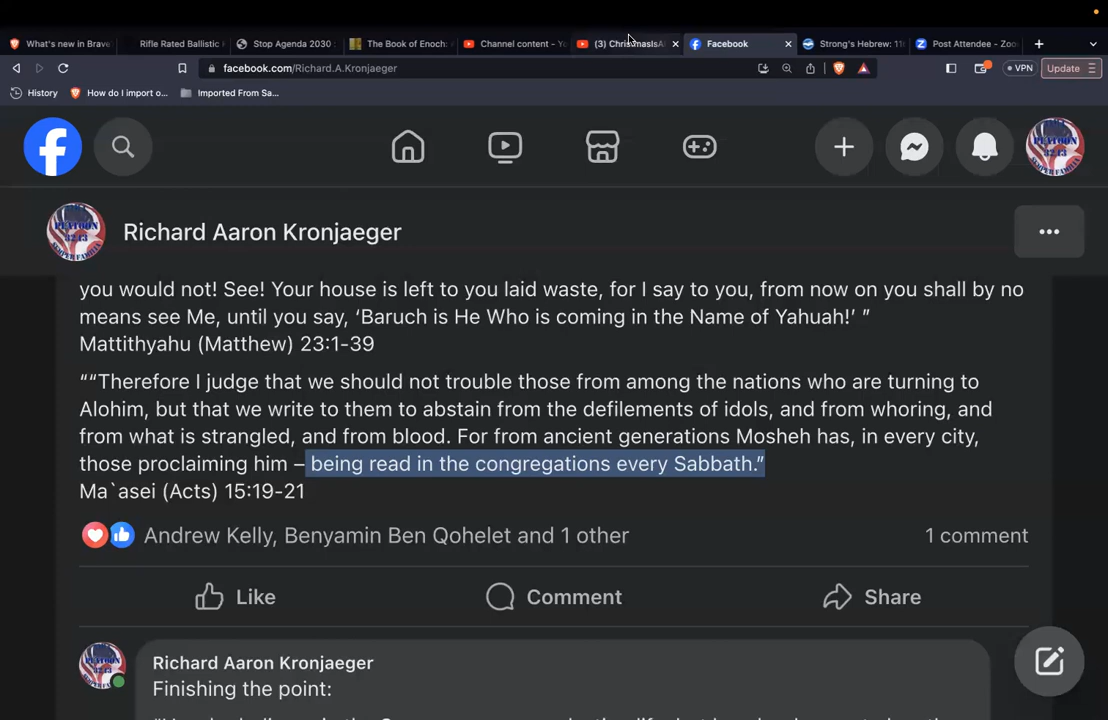 What's new in Brave
Rifle Rated Ballistic
Stop Agenda 2030
The Book of Enoch:
Channel content - Yo
(3) ChristmasIsA
Facebook
Strong's Hebrew: 11
Post Attendee - Zoo
facebook.com/Richard.A.Kronjaeger
VPN
Update
History
How do I import o...
Imported From Sa...
Richard Aaron Kronjaeger
you would not! See! Your house is left to you laid waste, for I say to you, from now on you shall by no
means see Me, until you say, ‘Baruch is He Who is coming in the Name of Yahuah!’ ”
Mattithyahu (Matthew) 23:1-39
““Therefore I judge that we should not trouble those from among the nations who are turning to
Alohim, but that we write to them to abstain from the defilements of idols, and from whoring, and
from what is strangled, and from blood. For from ancient generations Mosheh has, in every city,
those proclaiming him – being read in the congregations every Sabbath.”
Ma`asei (Acts) 15:19-21
Andrew Kelly, Benyamin Ben Qohelet and 1 other
1 comment
Like
Comment
Share
Richard Aaron Kronjaeger
Finishing the point: